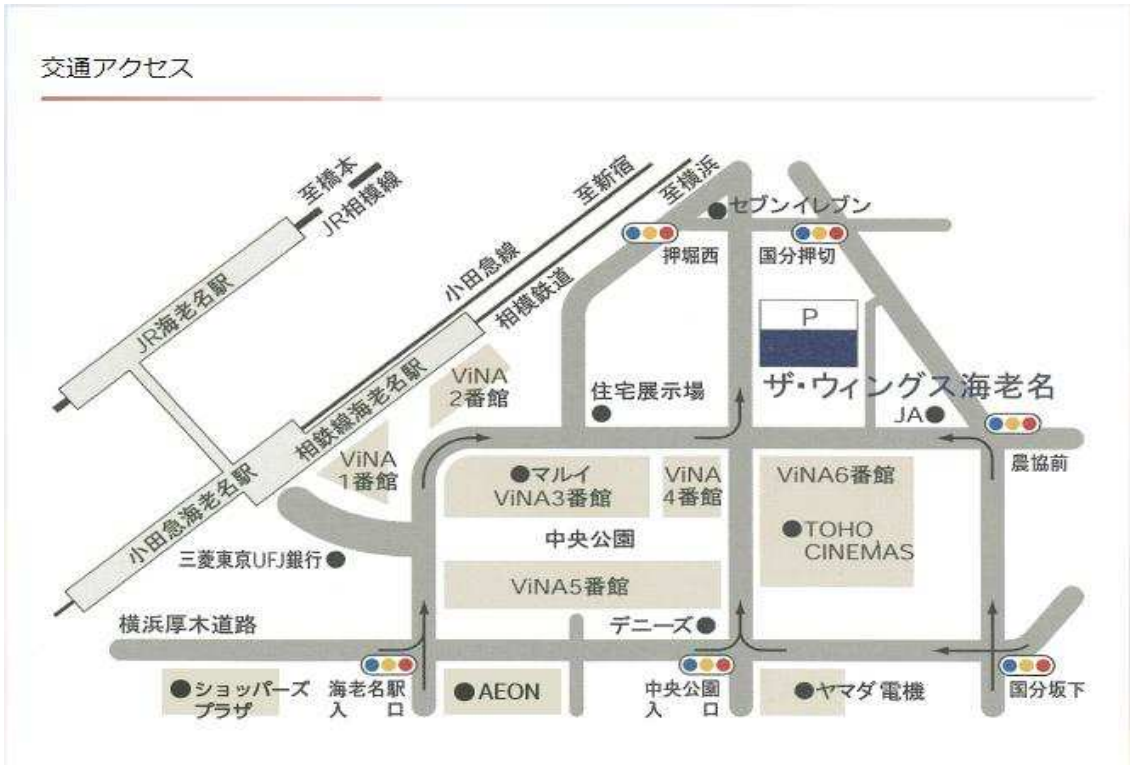 交通アクセス
至橋本
JR相模線
至新宿
至横浜
セブンイレブン
押堀西
国分押切
小田急線
相模鉄道
JR海老名駅
P
ViNA
2番館
住宅展示場
ザ・ウィングス海老名
JA
相鉄線海老名駅
ViNA
1番館
マルイ
ViNA3番館
ViNA
4番館
ViNA6番館
農協前
小田急海老名駅
中央公園
TOHO
CINEMAS
三菱東京UFJ銀行
ViNA5番館
横浜厚木道路
デニーズ
ショッパーズ
プラザ
海老名駅
入口
AEON
中央公園
入口
ヤマダ電機
国分坂下